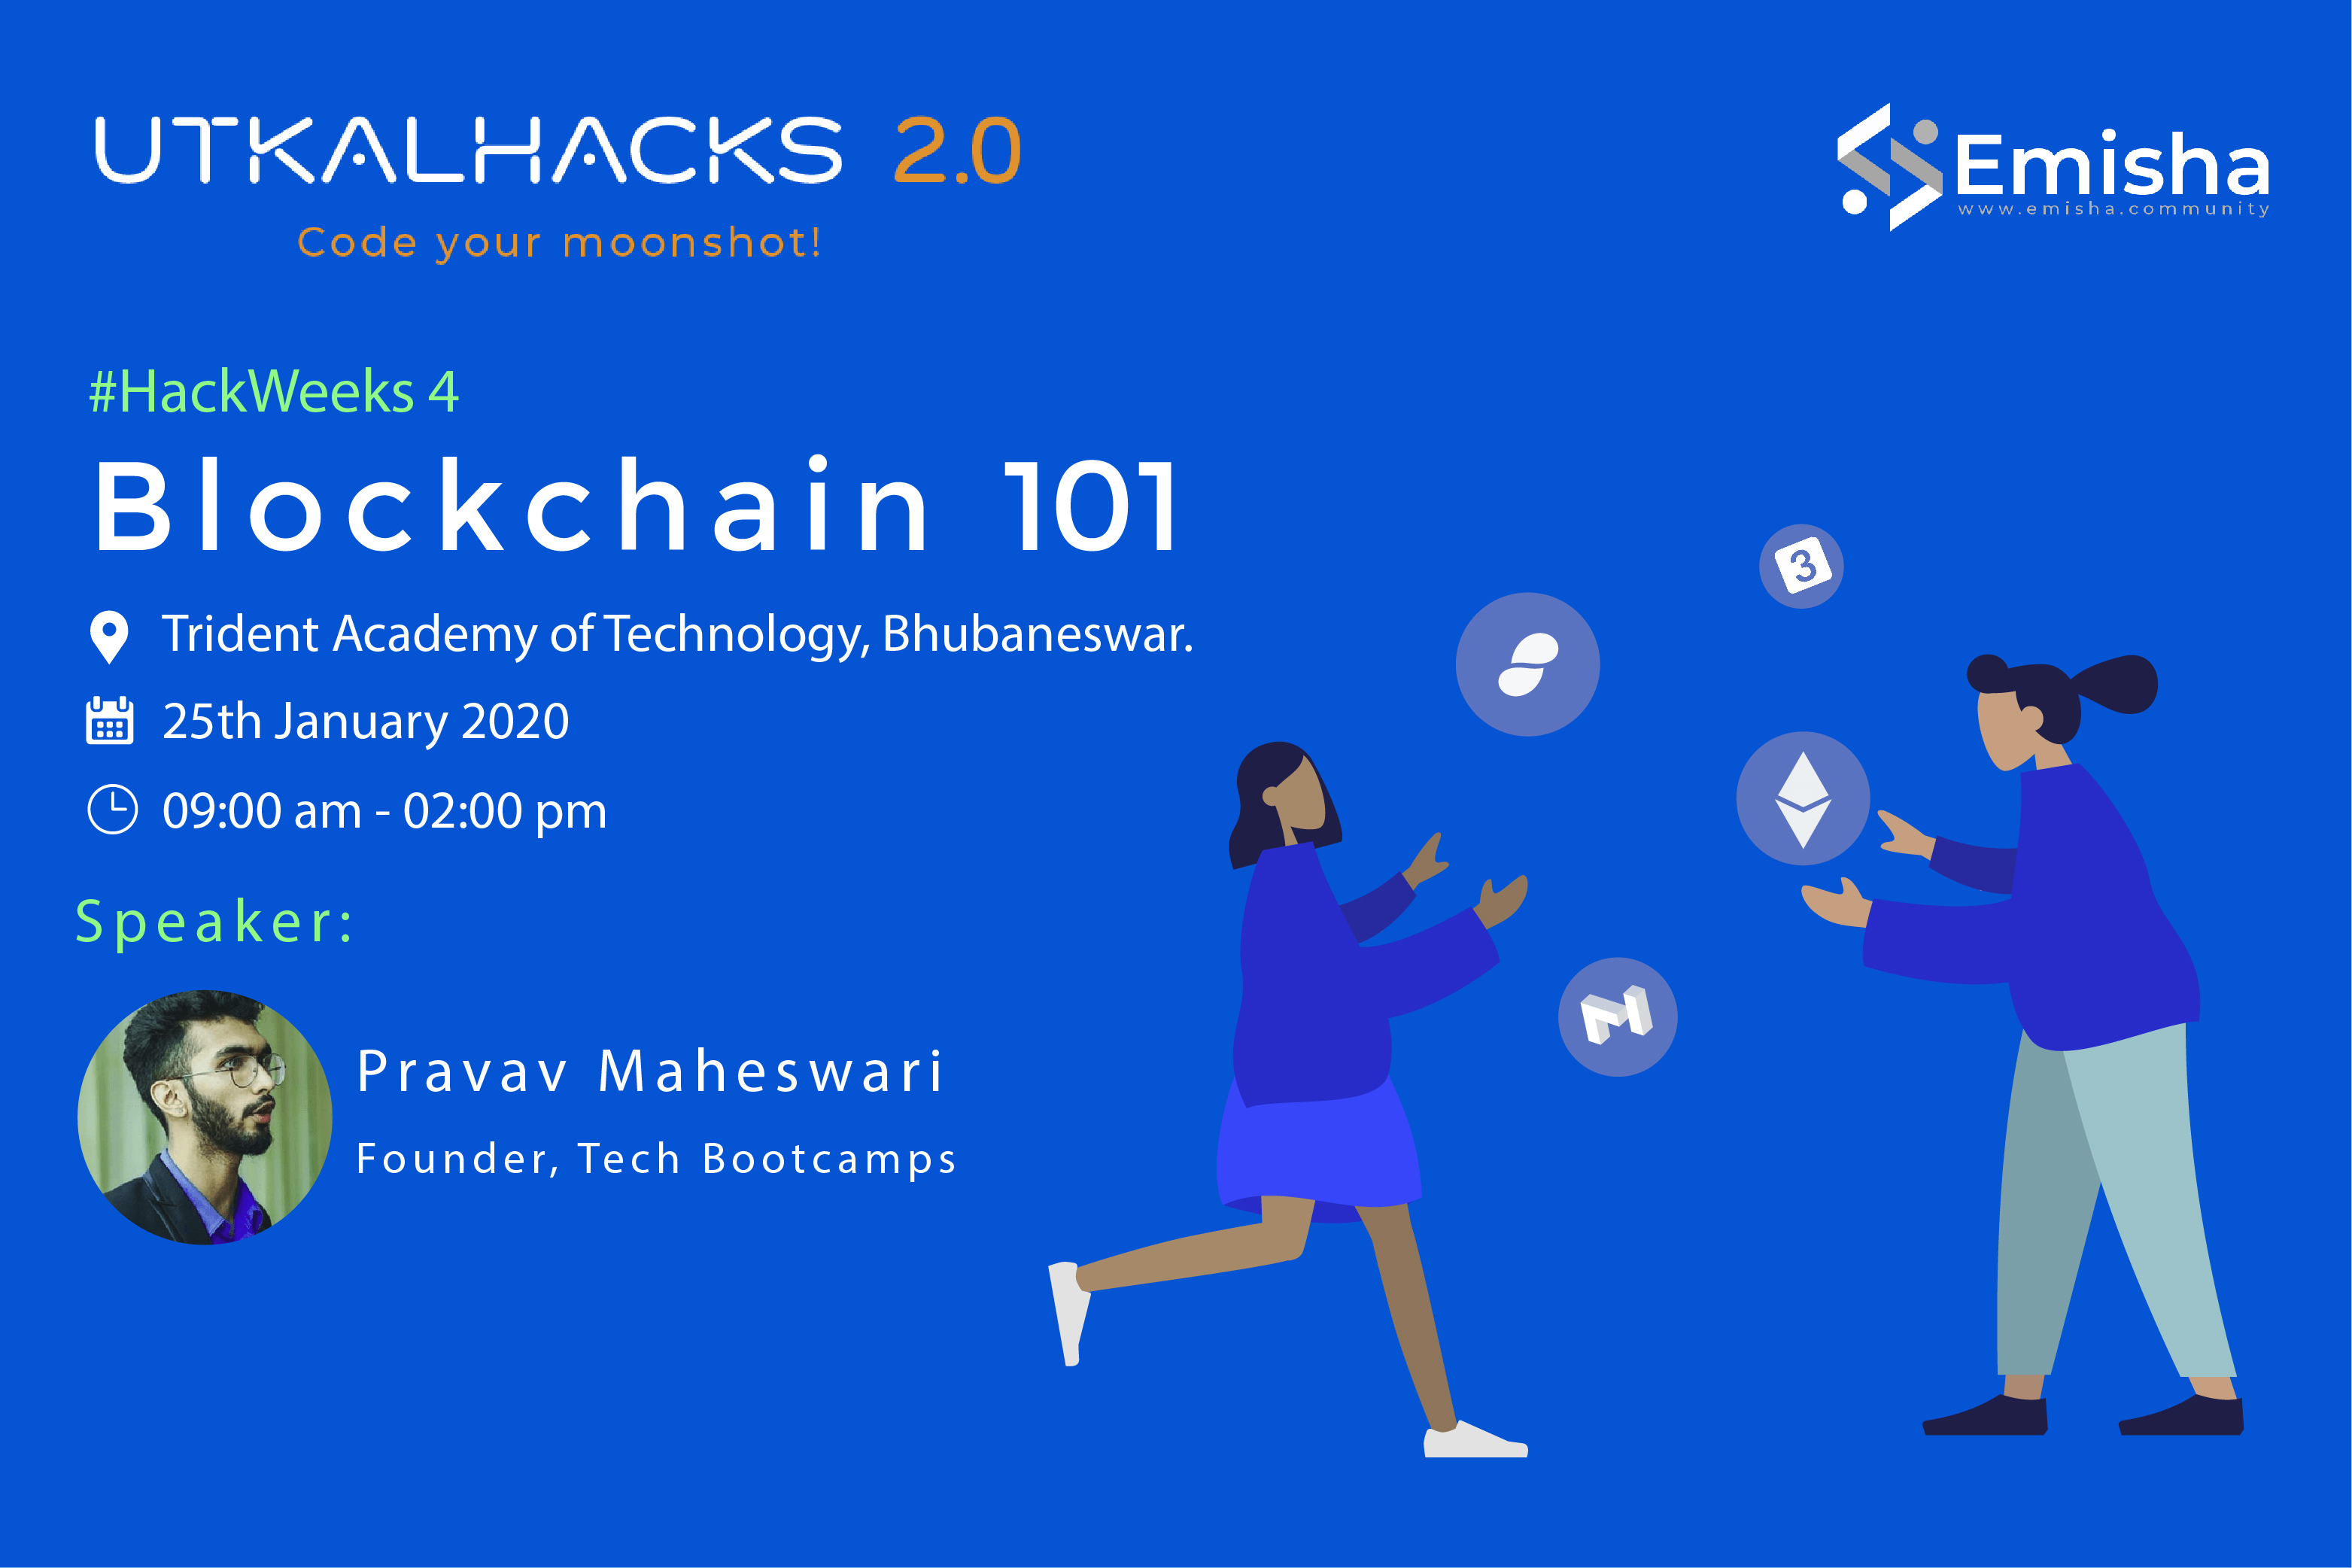 UTKALHACKS 2.0
Code your moonshot!
Emisha
www.emisha.community
#HackWeeks 4
Blockchain 101
Trident Academy of Technology, Bhubaneswar.
25th January 2020
09:00 am - 02:00 pm
Speaker:
Pravav Maheswari
Founder, Tech Bootcamps
3
M